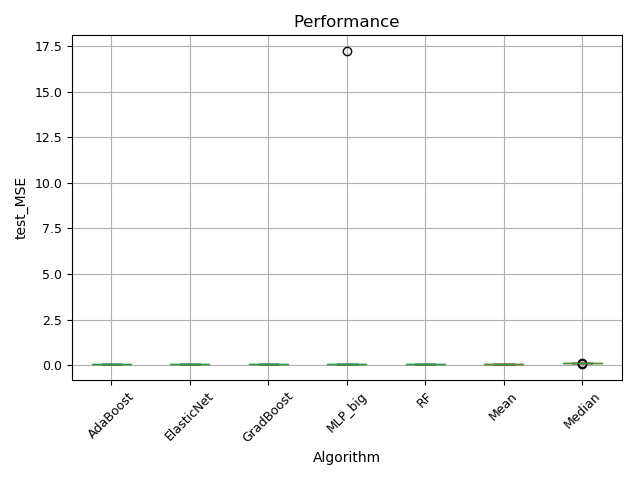 Performance
17.5
15.0
12.5
10.0
7.5
5.0
2.5
0.0
test_MSE
AdaBoost
ElasticNet
GradBoost
MLP_big
RF
Mean
Median
Algorithm